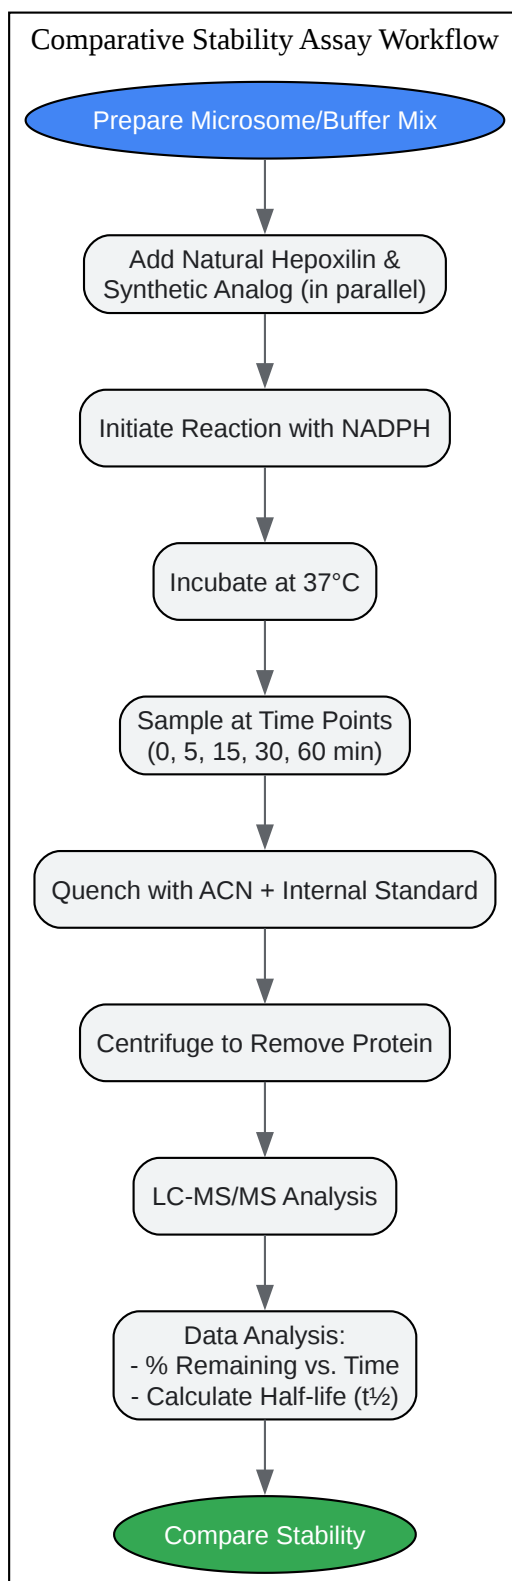 Comparative Stability Assay Workflow
Prepare Microsome/Buffer Mix
Add Natural Hepoxilin &
Synthetic Analog (in parallel)
Initiate Reaction with NADPH
Incubate at 37°C
Sample at Time Points
(0, 5, 15, 30, 60 min)
Quench with ACN + Internal Standard
Centrifuge to Remove Protein
LC-MS/MS Analysis
Data Analysis:
- % Remaining vs. Time
- Calculate Half-life (t½)
Compare Stability